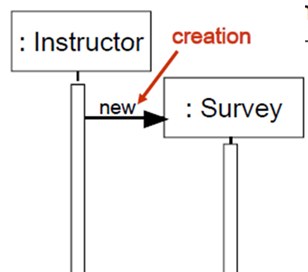 : Instructor
creation
new
: Survey